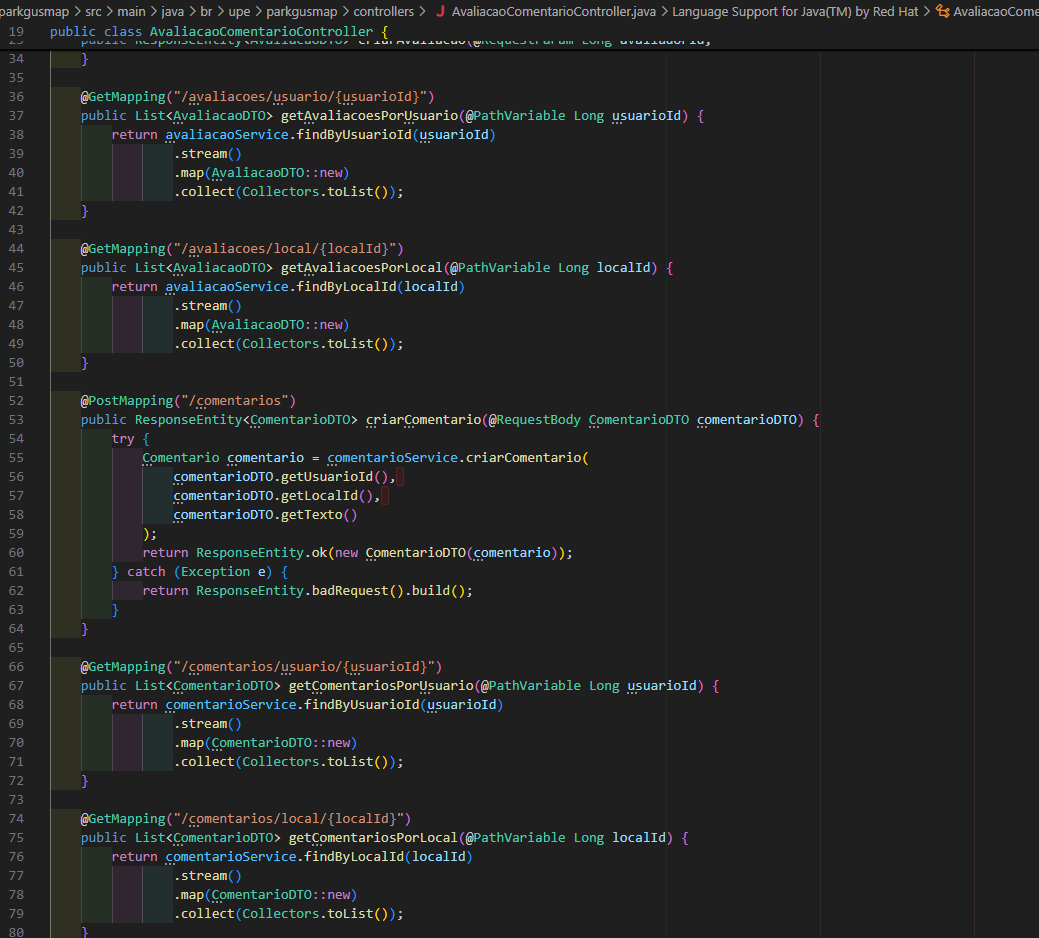 parkgusmap > src > main > java > br > upe > parkgusmap > controllers > J AvaliacaoComentarioController.java > Language Support for Java(TM) by Red Hat > AvaliacaoCome
19 public class AvaliacaoComentarioController {
34 }
35
36 @GetMapping("/avaliacoes/usuario/{usuarioId}")
37 public List<AvaliacaoDTO> getAvaliacoesPorUsuario(@PathVariable Long usuarioId) {
38 return avaliacaoService.findByUsuarioId(usuarioId)
39 .stream()
40 .map(AvaliacaoDTO::new)
41 .collect(Collectors.toList());
42 }
43
44 @GetMapping("/avaliacoes/local/{localId}")
45 public List<AvaliacaoDTO> getAvaliacoesPorLocal(@PathVariable Long localId) {
46 return avaliacaoService.findByLocalId(localId)
47 .stream()
48 .map(AvaliacaoDTO::new)
49 .collect(Collectors.toList());
50 }
51
52 @PostMapping("/comentarios")
53 public ResponseEntity<ComentarioDTO> criarComentario(@RequestBody ComentarioDTO comentarioDTO) {
54 try {
55 Comentario comentario = comentarioService.criarComentario(
56 comentarioDTO.getUsuarioId(),
57 comentarioDTO.getLocalId(),
58 comentarioDTO.getTexto()
59 );
60 return ResponseEntity.ok(new ComentarioDTO(comentario));
61 } catch (Exception e) {
62 return ResponseEntity.badRequest().build();
63 }
64 }
65
66 @GetMapping("/comentarios/usuario/{usuarioId}")
67 public List<ComentarioDTO> getComentariosPorUsuario(@PathVariable Long usuarioId) {
68 return comentarioService.findByUsuarioId(usuarioId)
69 .stream()
70 .map(ComentarioDTO::new)
71 .collect(Collectors.toList());
72 }
73
74 @GetMapping("/comentarios/local/{localId}")
75 public List<ComentarioDTO> getComentariosPorLocal(@PathVariable Long localId) {
76 return comentarioService.findByLocalId(localId)
77 .stream()
78 .map(ComentarioDTO::new)
79 .collect(Collectors.toList());
80 }